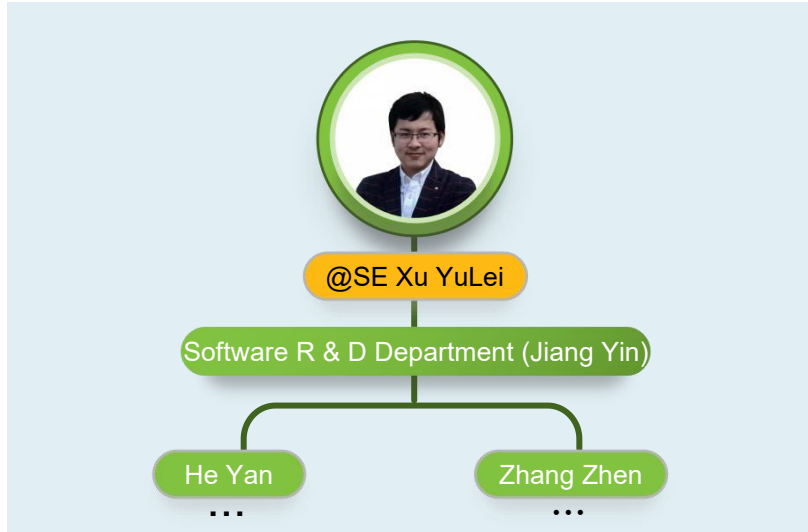 @SE Xu YuLei
Software R & D Department (Jiang Yin)
He Yan
Zhang Zhen
...
...